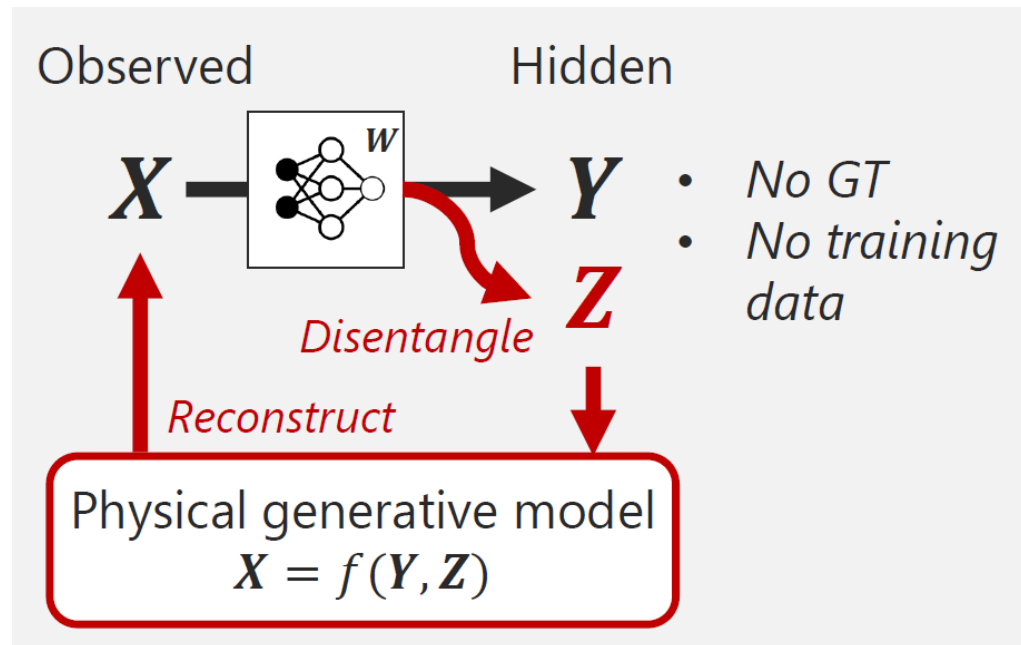 Observed
Hidden
W
X
Y
• No GT
• No training
data
Z
Disentangle
Reconstruct
Physical generative model
X = f(Y, Z)